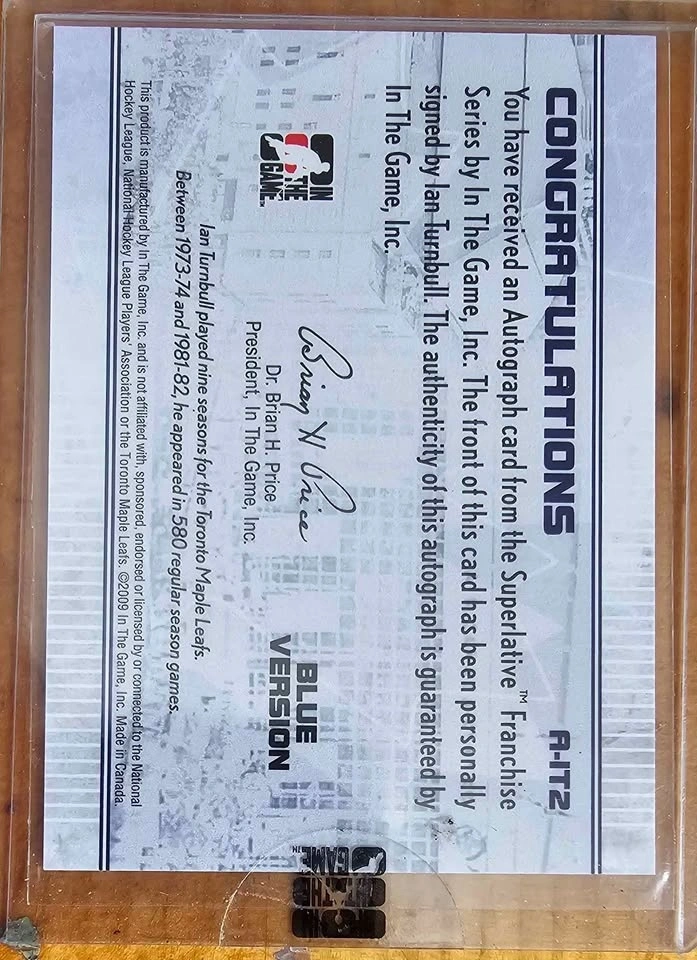 CONGRATULATIONS
A-IT2
You have received an Autograph card from the Superlative™ Franchise
Series by In The Game, Inc. The front of this card has been personally
signed by Ian Turnbull. The authenticity of this autograph is guaranteed by
In The Game, Inc.
IN
THE
GAME
Brian H Price
Dr. Brian H. Price
President, In The Game, Inc.
BLUE
VERSION
Ian Turnbull played nine seasons for the Toronto Maple Leafs.
Between 1973-74 and 1981-82, he appeared in 580 regular season games.
This product is manufactured by In The Game, Inc. and is not affiliated with, sponsored, endorsed or licensed by or connected to the National
Hockey League, National Hockey League Players' Association or the Toronto Maple Leafs. ©2009 In The Game, Inc. Made in Canada.
GAME
™